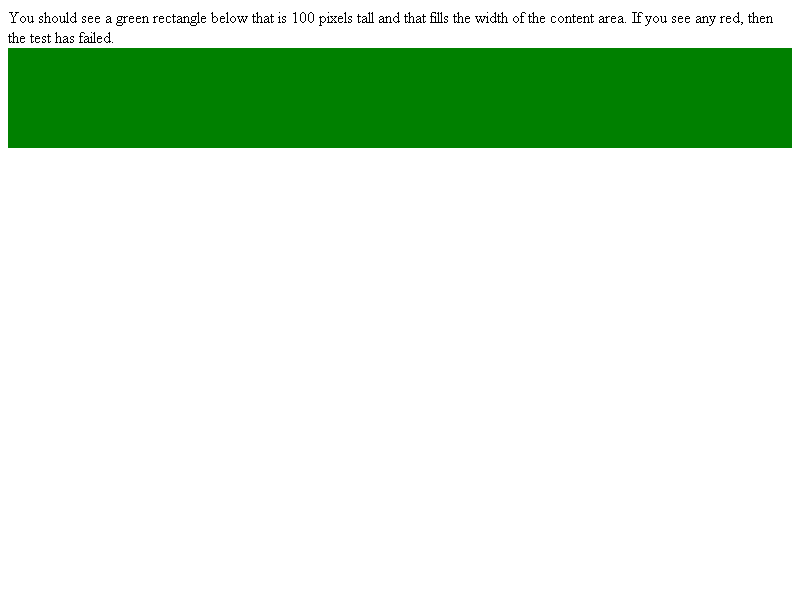 You should see a green rectangle below that is 100 pixels tall and that fills the width of the content area. If you see any red, then
the test has failed.